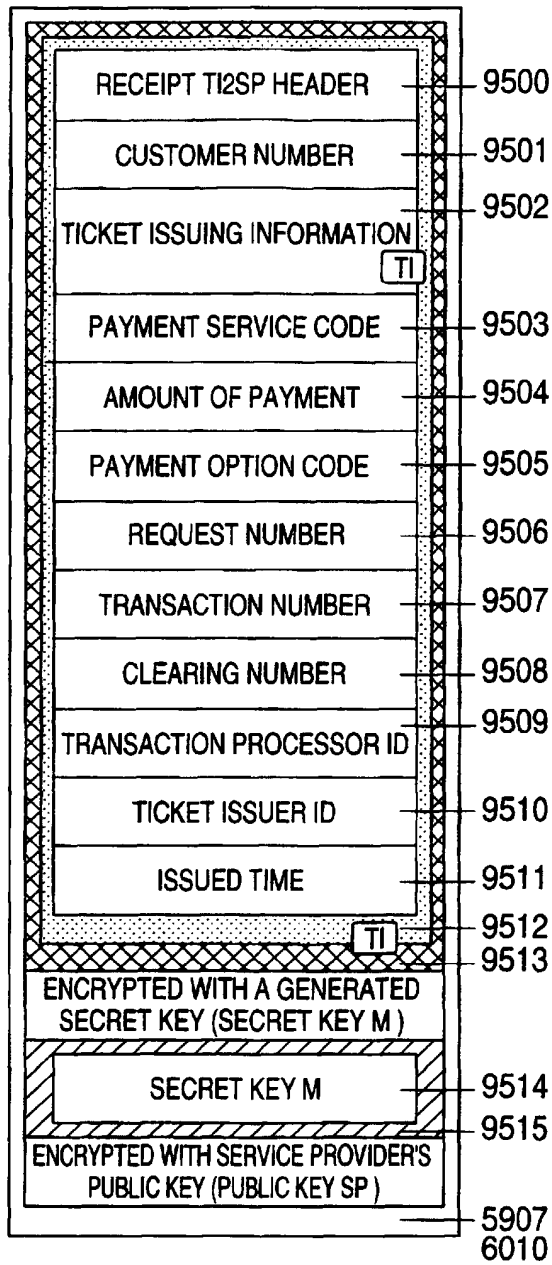 RECEIPT TI2SP HEADER 9500
CUSTOMER NUMBER 9501
9502
TICKET ISSUING INFORMATION
TI
PAYMENT SERVICE CODE 9503
AMOUNT OF PAYMENT 9504
PAYMENT OPTION CODE 9505
REQUEST NUMBER 9506
TRANSACTION NUMBER 9507
CLEARING NUMBER 9508
9509
TRANSACTION PROCESSOR ID
TICKET ISSUER ID 9510
ISSUED TIME 9511
TI 9512
9513
ENCRYPTED WITH A GENERATED
SECRET KEY (SECRET KEY M )
SECRET KEY M 9514
9515
ENCRYPTED WITH SERVICE PROVIDER'S
PUBLIC KEY (PUBLIC KEY SP )
5907
6010